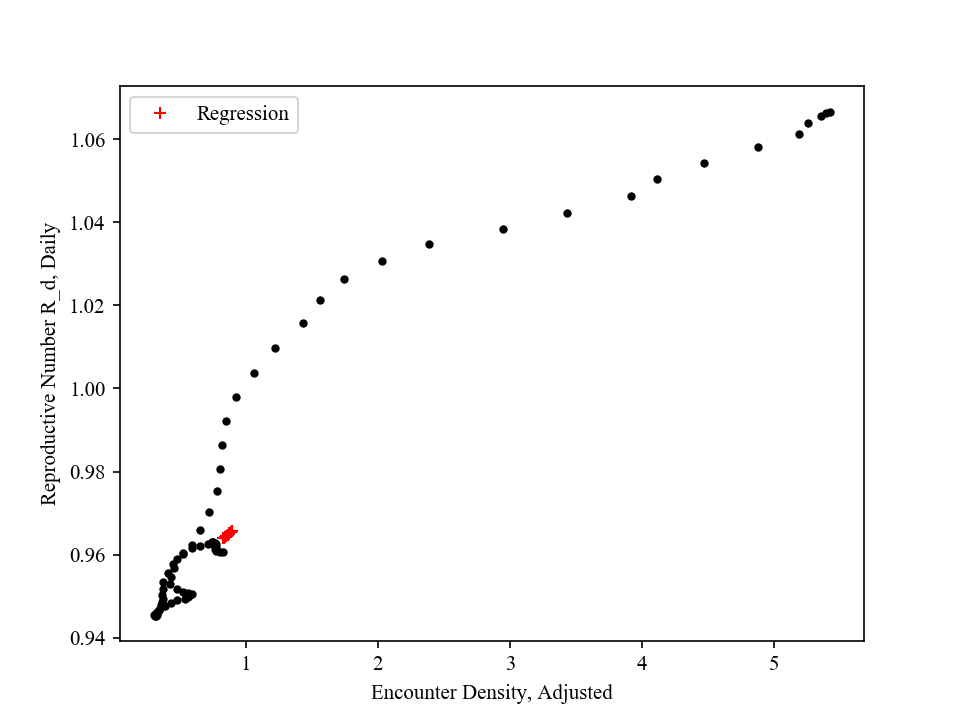 Regression
1.06
1.04
1.02
1.00
0.98
0.96
0.94
Reproductive Number R_d, Daily
1 2 3 4 5
Encounter Density, Adjusted